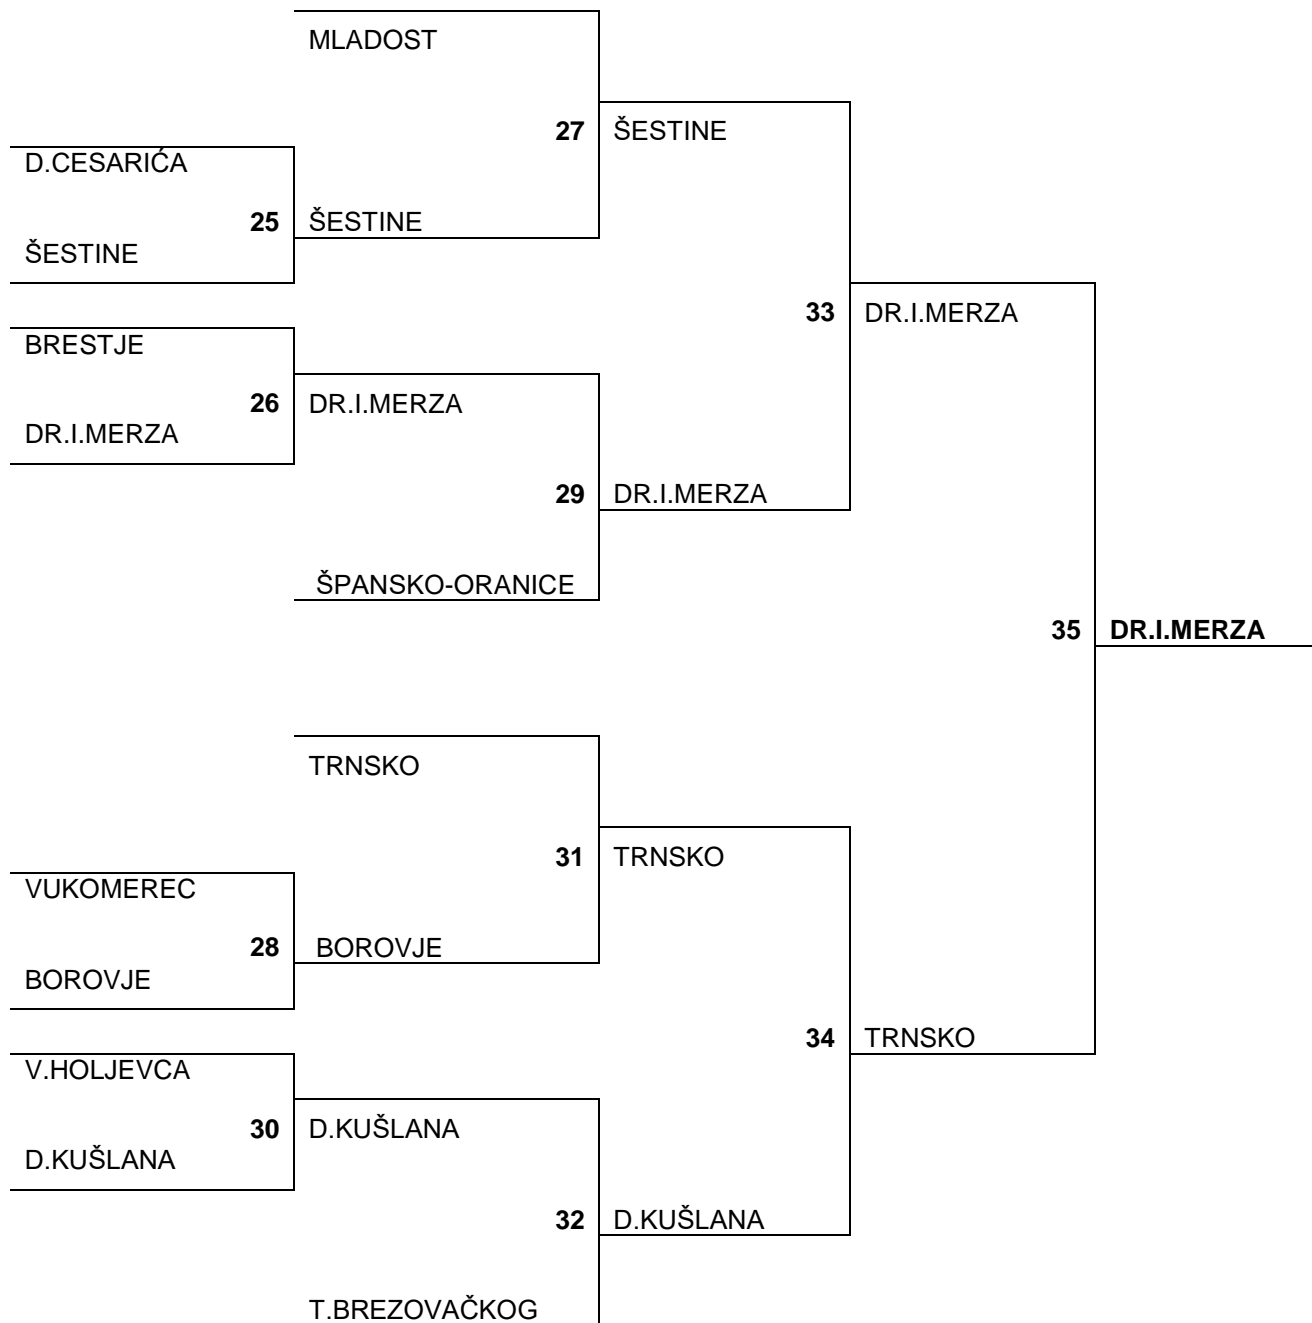 MLADOST
27 ŠESTINE
D.CESARIĆA
25 ŠESTINE
ŠESTINE
33 DR.I.MERZA
BRESTJE
26 DR.I.MERZA
DR.I.MERZA
29 DR.I.MERZA
ŠPANSKO-ORANICE
35 DR.I.MERZA
TRNSKO
31 TRNSKO
VUKOMEREC
28 BOROVJE
BOROVJE
34 TRNSKO
V.HOLJEVCA
30 D.KUŠLANA
D.KUŠLANA
32 D.KUŠLANA
T.BREZOVAČKOG